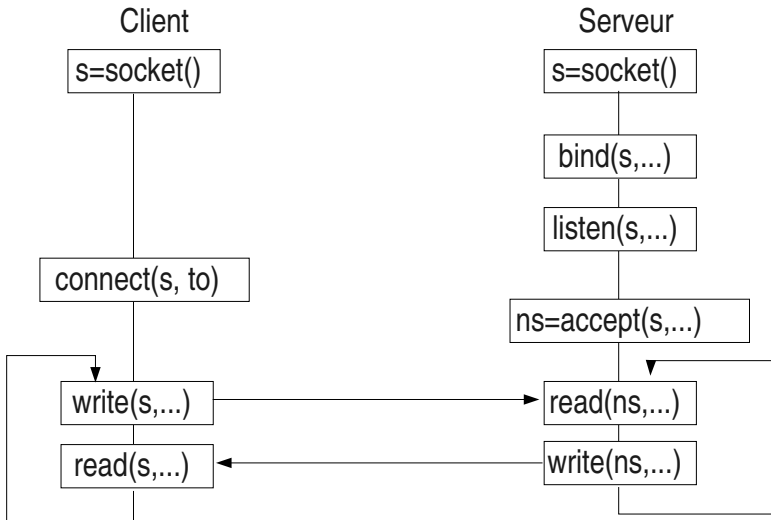 Client
Serveur
s=socket()
s=socket()
bind(s,...)
listen(s,...)
connect(s, to)
ns=accept(s,...)
write(s,...)
read(ns,...)
read(s,...)
write(ns,...)